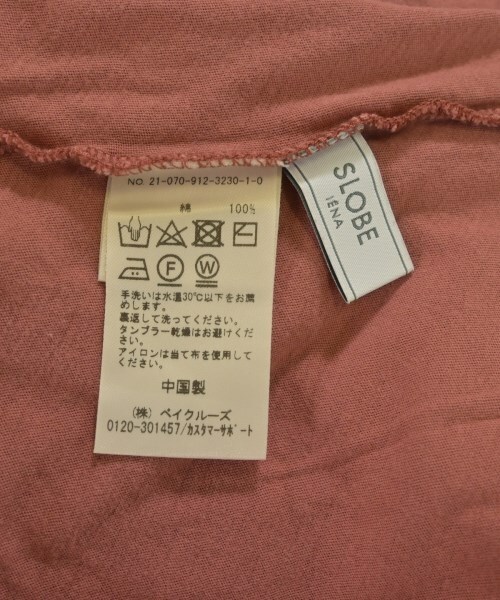 NO. 21-070-912-3230-1-0
綿 100%
F W
手洗いは水温30℃以下をお薦
めします。
裏返して洗ってください。
タンブラー乾燥はお避けくださ
い。
アイロンは当て布を使用して
ください。
中国製
(株) ベイクルーズ
0120-301457/カスタマーサポート
SLOBE
IÉNA